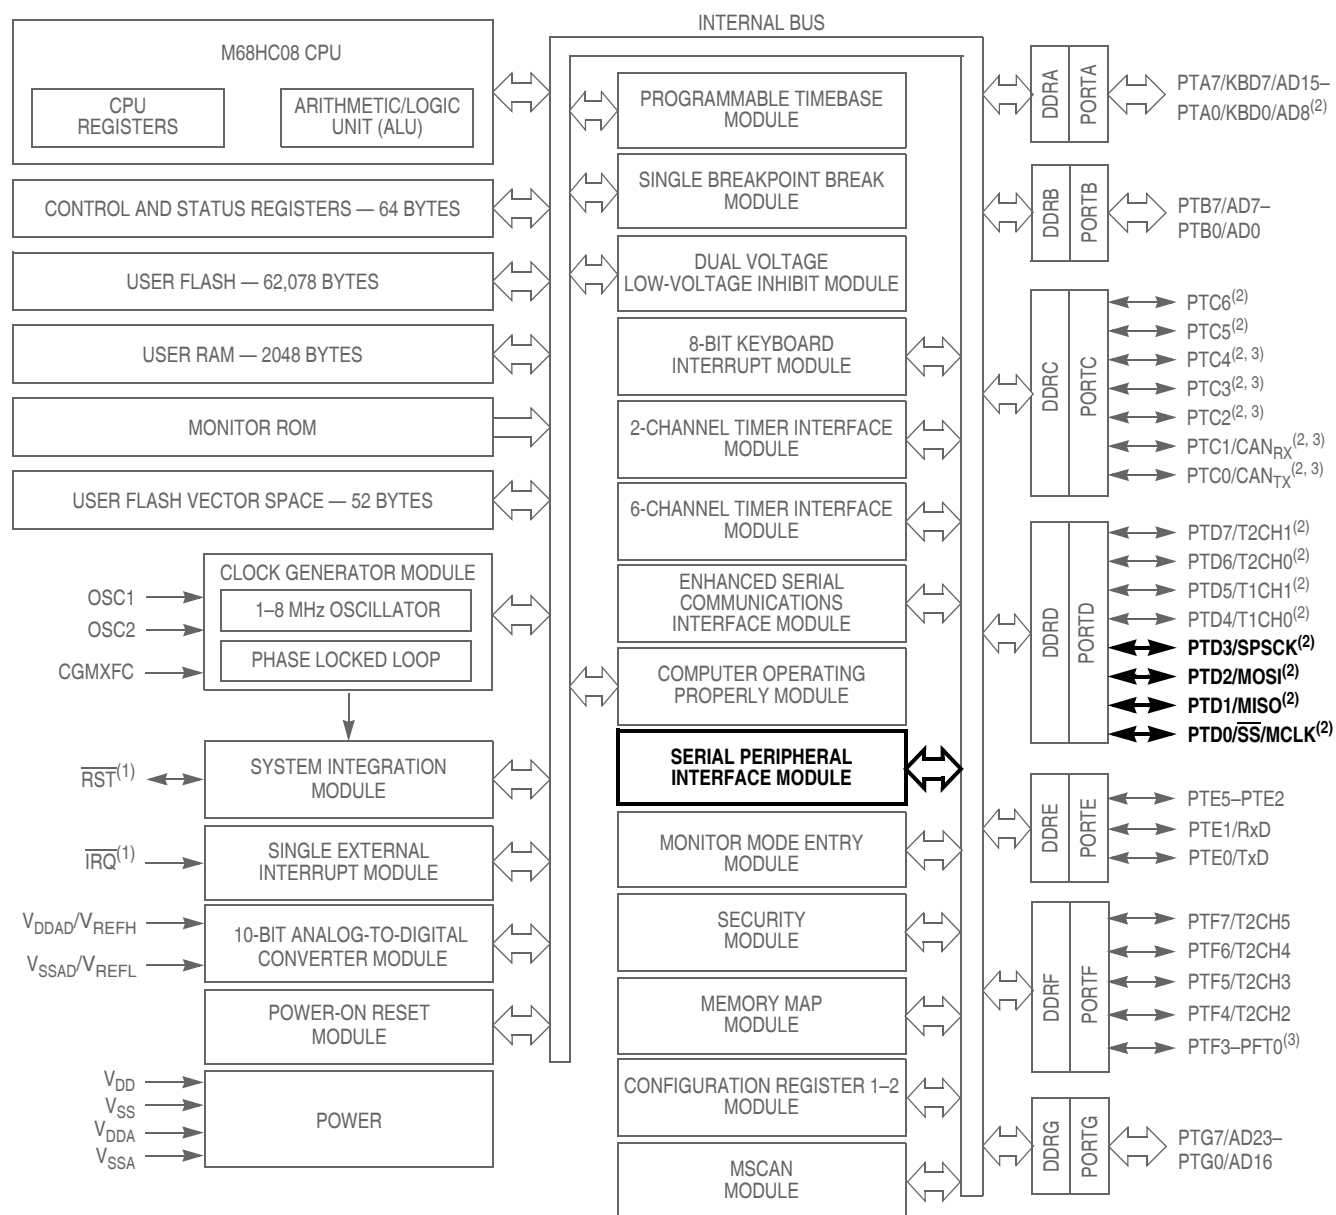 INTERNAL BUS
M68HC08 CPU
CPU
REGISTERS
ARITHMETIC/LOGIC
UNIT (ALU)
CONTROL AND STATUS REGISTERS — 64 BYTES
USER FLASH — 62,078 BYTES
USER RAM — 2048 BYTES
MONITOR ROM
USER FLASH VECTOR SPACE — 52 BYTES
CLOCK GENERATOR MODULE
1–8 MHz OSCILLATOR
PHASE LOCKED LOOP
OSC1
OSC2
CGMXFC
SYSTEM INTEGRATION
MODULE
RST(1)
SINGLE EXTERNAL
INTERRUPT MODULE
IRQ(1)
10-BIT ANALOG-TO-DIGITAL
CONVERTER MODULE
VDDAD/VREFH
VSSAD/VREFL
POWER-ON RESET
MODULE
POWER
VDD
VSS
VDDA
VSSA
PROGRAMMABLE TIMEBASE
MODULE
SINGLE BREAKPOINT BREAK
MODULE
DUAL VOLTAGE
LOW-VOLTAGE INHIBIT MODULE
8-BIT KEYBOARD
INTERRUPT MODULE
2-CHANNEL TIMER INTERFACE
MODULE
6-CHANNEL TIMER INTERFACE
MODULE
ENHANCED SERIAL
COMMUNICATIONS
INTERFACE MODULE
COMPUTER OPERATING
PROPERLY MODULE
SERIAL PERIPHERAL
INTERFACE MODULE
MONITOR MODE ENTRY
MODULE
SECURITY
MODULE
MEMORY MAP
MODULE
CONFIGURATION REGISTER 1–2
MODULE
MSCAN
MODULE
DDRA
PORTA
PTA7/KBD7/AD15–
PTA0/KBD0/AD8(2)
DDRB
PORTB
PTB7/AD7–
PTB0/AD0
DDRC
PORTC
PTC6(2)
PTC5(2)
PTC4(2, 3)
PTC3(2, 3)
PTC2(2, 3)
PTC1/CANRX(2, 3)
PTC0/CANTX(2, 3)
DDRD
PORTD
PTD7/T2CH1(2)
PTD6/T2CH0(2)
PTD5/T1CH1(2)
PTD4/T1CH0(2)
PTD3/SPSCK(2)
PTD2/MOSI(2)
PTD1/MISO(2)
PTD0/SS/MCLK(2)
DDRE
PORTE
PTE5–PTE2
PTE1/RxD
PTE0/TxD
DDRF
PORTF
PTF7/T2CH5
PTF6/T2CH4
PTF5/T2CH3
PTF4/T2CH2
PTF3–PFT0(3)
DDRG
PORTG
PTG7/AD23–
PTG0/AD16